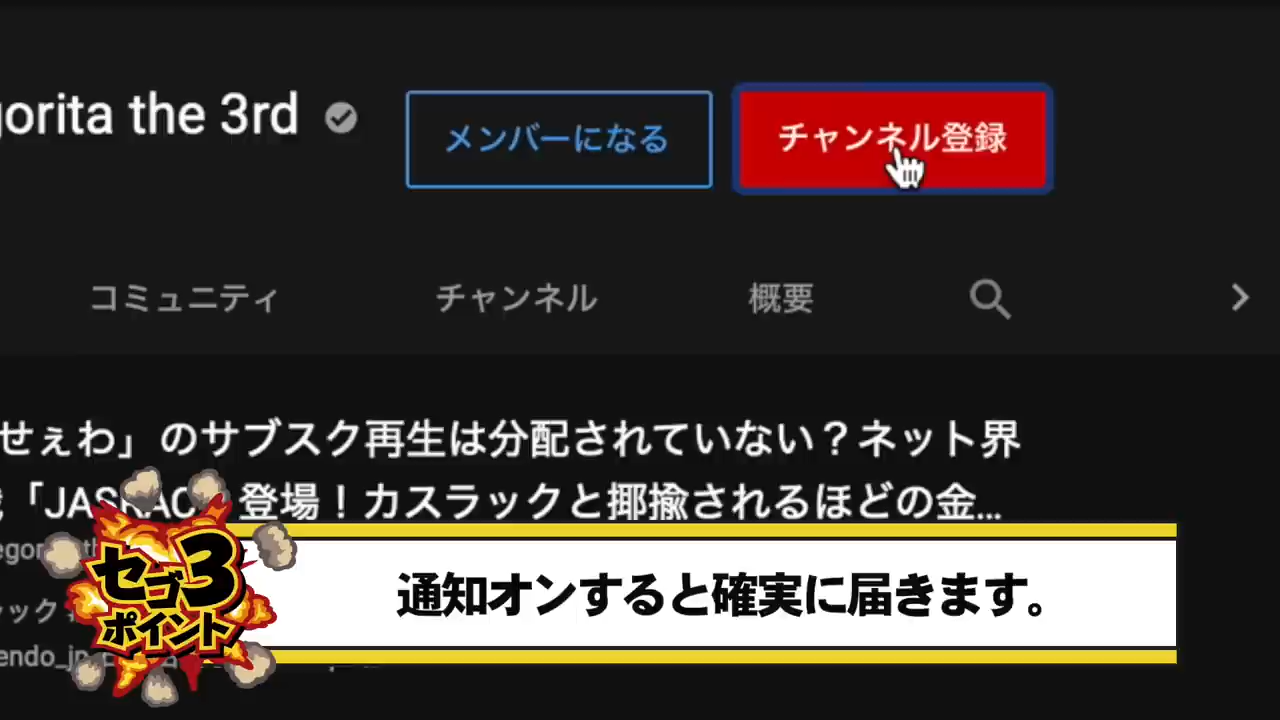 gorita the 3rd
メンバーになる
チャンネル登録
コミュニティ
チャンネル
概要
せぇわ」のサブスク再生は分配されていない？ネット界
「JASRAC」登場！カスラックと揶揄されるほどの金...
セゴ3
ポイント
通知オンすると確実に届きます。